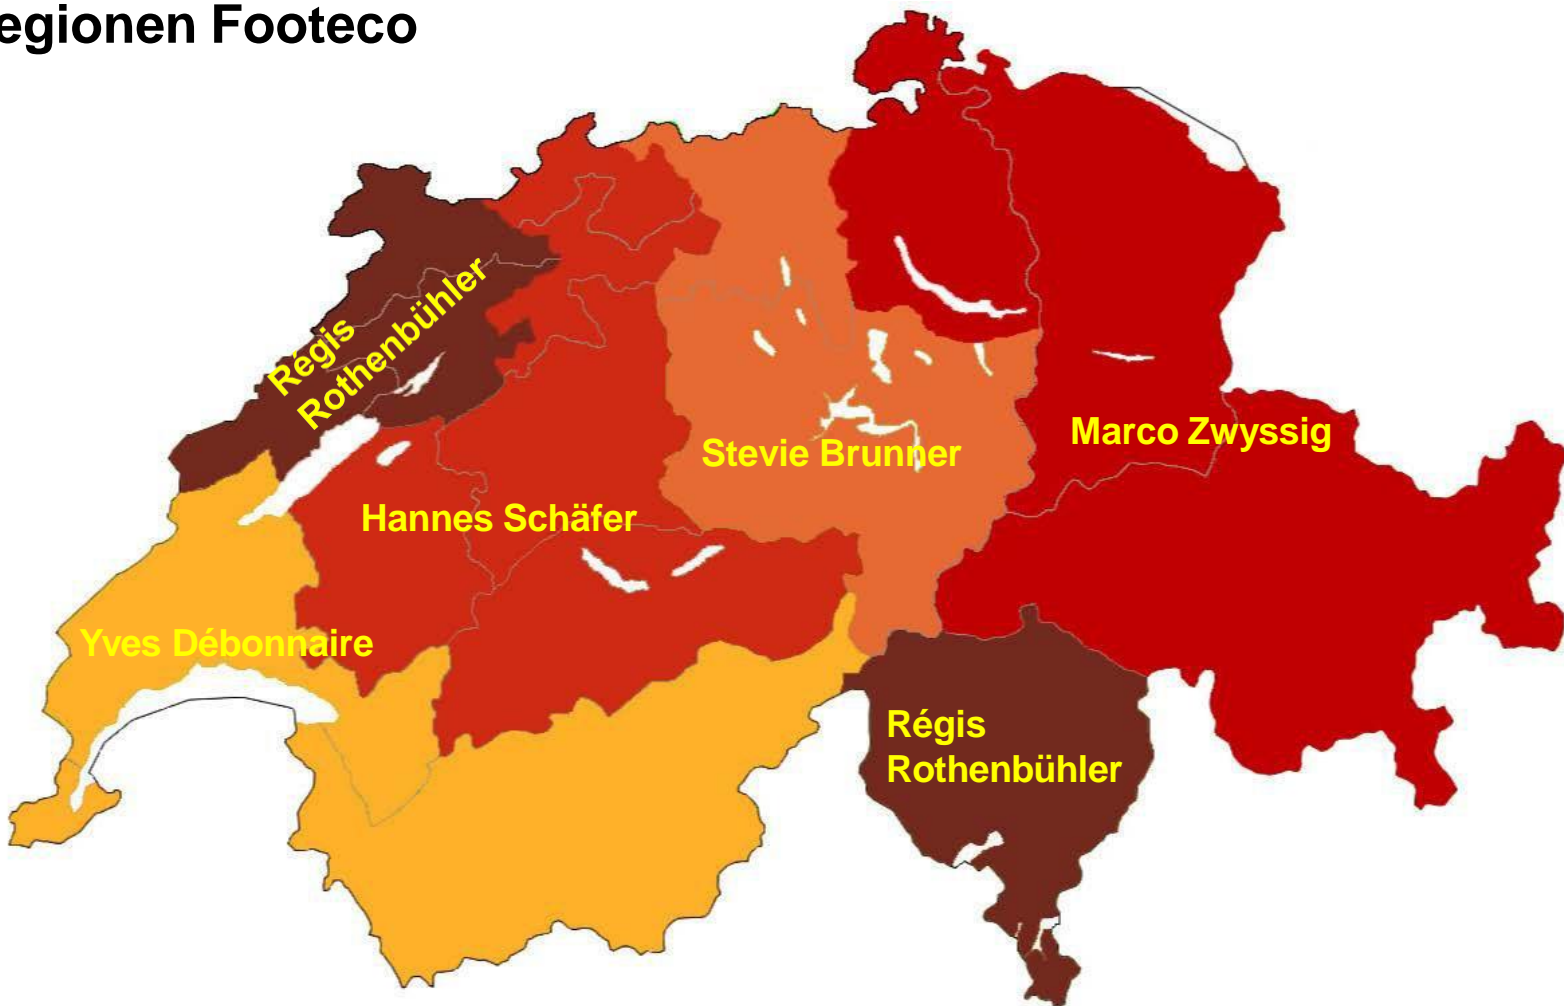 egionen Footeco
Régis
Rothenbühler
Stevie Brunner
Marco Zwyssig
Hannes Schäfer
Yves Débonnaire
Régis
Rothenbühler